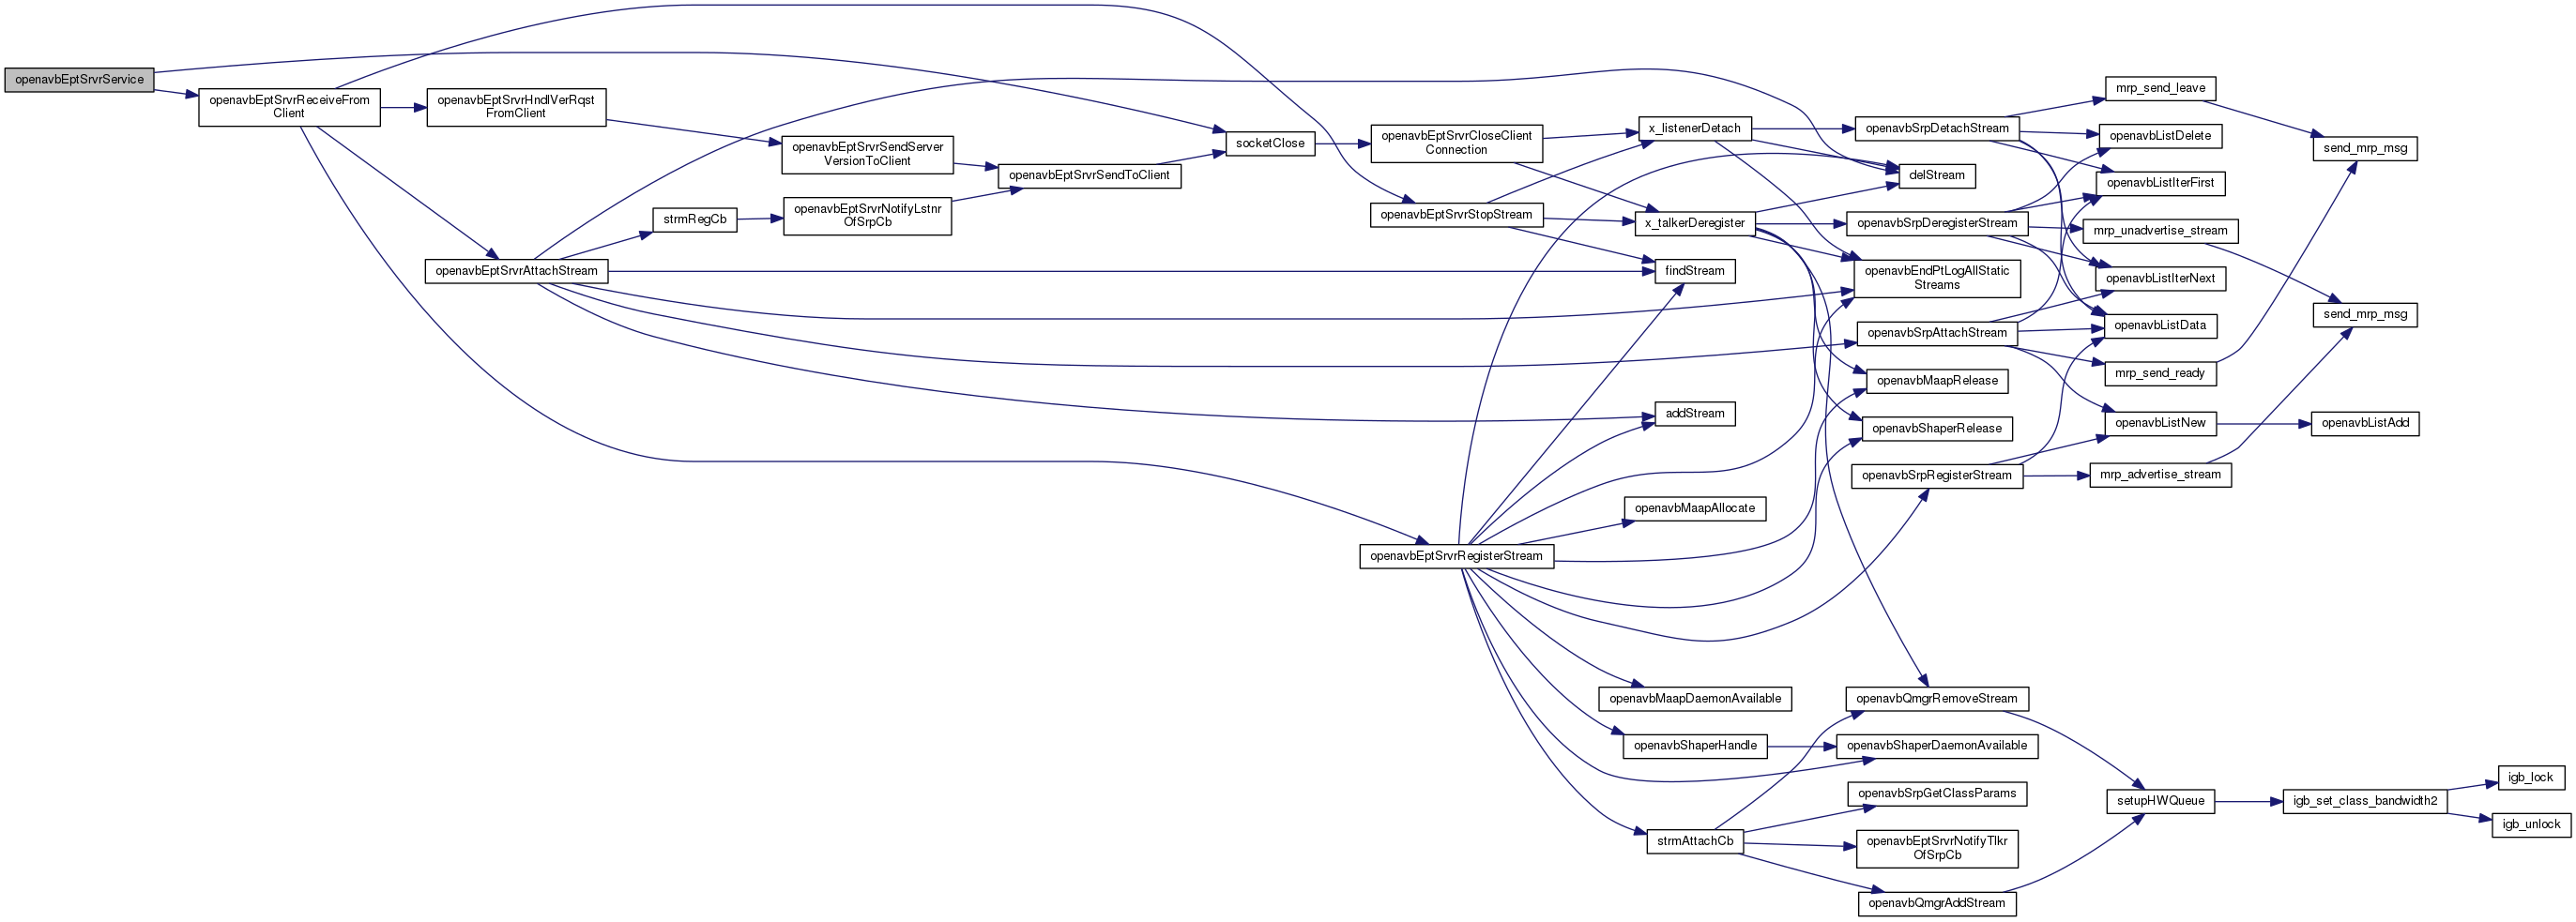 openavbEptSrvrService
openavbEptSrvrReceiveFrom
Client
openavbEptSrvrHndlVerRqst
FromClient
openavbEptSrvrAttachStream
strmRegCb
openavbEptSrvrSendServer
VersionToClient
openavbEptSrvrNotifyLstnr
OfSrpCb
openavbEptSrvrSendToClient
socketClose
openavbEptSrvrCloseClient
Connection
openavbEptSrvrStopStream
openavbEptSrvrRegisterStream
x_listenerDetach
x_talkerDeregister
findStream
addStream
openavbMaapAllocate
openavbMaapDaemonAvailable
openavbShaperHandle
strmAttachCb
openavbSrpDetachStream
delStream
openavbSrpDeregisterStream
openavbEndPtLogAllStatic
Streams
openavbSrpAttachStream
openavbMaapRelease
openavbShaperRelease
openavbSrpRegisterStream
openavbQmgrRemoveStream
openavbShaperDaemonAvailable
openavbSrpGetClassParams
openavbEptSrvrNotifyTlkr
OfSrpCb
openavbQmgrAddStream
mrp_send_leave
openavbListDelete
openavbListIterFirst
mrp_unadvertise_stream
openavbListIterNext
openavbListData
mrp_send_ready
openavbListNew
mrp_advertise_stream
setupHWQueue
send_mrp_msg
send_mrp_msg
openavbListAdd
igb_set_class_bandwidth2
igb_lock
igb_unlock